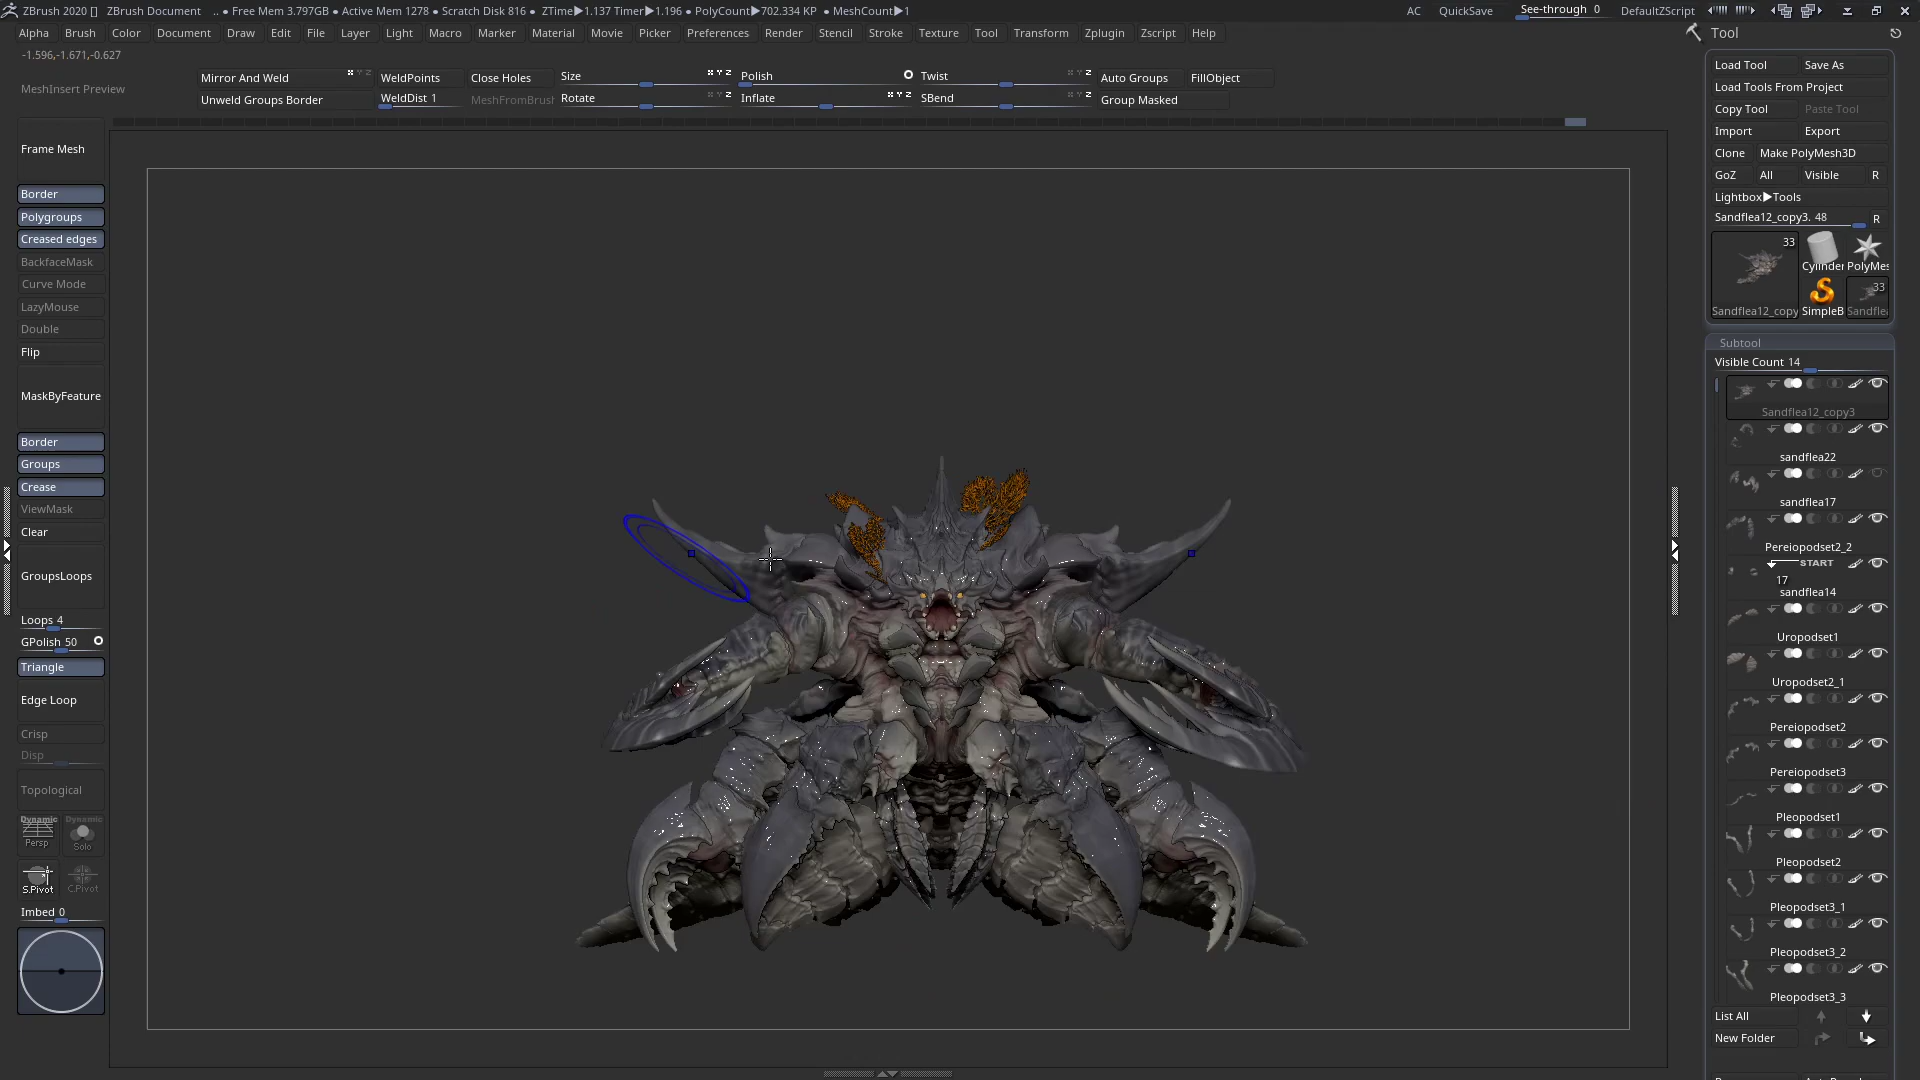 ZBrush 2020 [] ZBrush Document .. ● Free Mem 3.797GB ● Active Mem 1278 ● Scratch Disk 816 ● ZTime▶1.137 Timer▶1.196 ● PolyCount▶702.334 KP ● MeshCount▶1 AC QuickSave See-through 0 DefaultZScript
Alpha Brush Color Document Draw Edit File Layer Light Macro Marker Material Movie Picker Preferences Render Stencil Stroke Texture Tool Transform Zplugin Zscript Help
-1.596,-1.671,-0.627
MeshInsert Preview
Mirror And Weld WeldPoints Close Holes Size Polish Twist Auto Groups FillObject
Unweld Groups Border WeldDist 1 MeshFromBrush Rotate Inflate SBend Group Masked
Frame Mesh
Border
Polygroups
Creased edges
BackfaceMask
Curve Mode
LazyMouse
Double
Flip
MaskByFeature
Border
Groups
Crease
ViewMask
Clear
GroupsLoops
Loops 4
GPolish 50
Triangle
Edge Loop
Crisp
Disp
Topological
Dynamic Dynamic
Persp Solo
S.Pivot C.Pivot
Imbed 0
Tool
Load Tool Save As
Load Tools From Project
Copy Tool Paste Tool
Import Export
Clone Make PolyMesh3D
GoZ All Visible R
Lightbox▶Tools
Sandflea12_copy3. 48 R
33
Cylinder PolyMes
33
Sandflea12_copy SimpleB Sandflea
Subtool
Visible Count 14
Sandflea12_copy3
sandflea22
sandflea17
Pereiopodset2_2
START
17
sandflea14
Uropodset1
Uropodset2_1
Pereiopodset2
Pereiopodset3
Pleopodset1
Pleopodset2
Pleopodset3_1
Pleopodset3_2
Pleopodset3_3
List All
New Folder